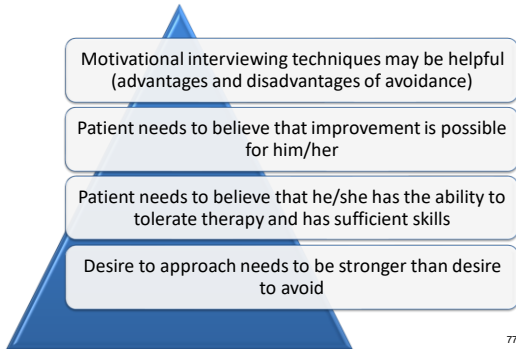 Motivational interviewing techniques may be helpful
(advantages and disadvantages of avoidance)
Patient needs to believe that improvement is possible
for him/her
Patient needs to believe that he/she has the ability to
tolerate therapy and has sufficient skills
Desire to approach needs to be stronger than desire
to avoid
77